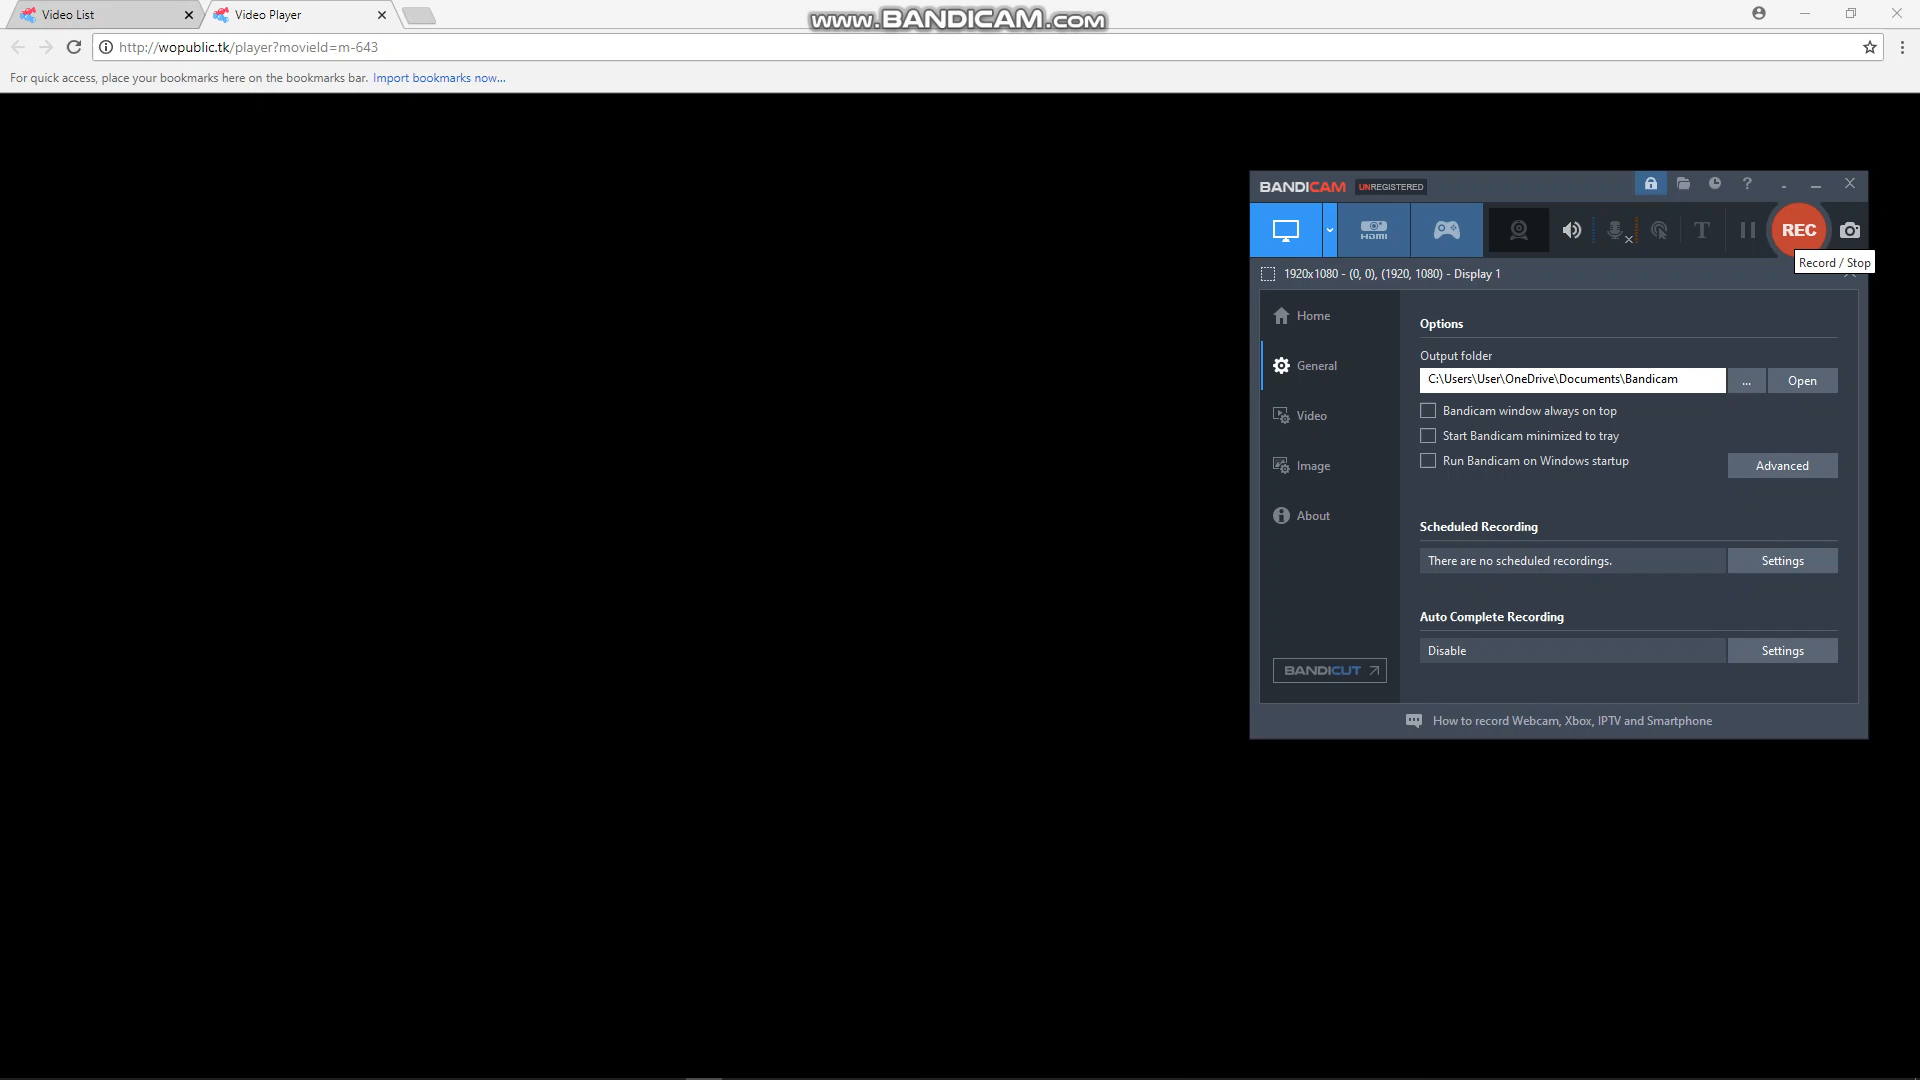 Video List
Video Player
www.BANDICAM.com
http://wopublic.tk/player?movieId=m-643
For quick access, place your bookmarks here on the bookmarks bar. Import bookmarks now...
BANDICAM UNREGISTERED
?
HDMI
T
REC
Record / Stop
1920x1080 - (0, 0), (1920, 1080) - Display 1
Home
General
Video
Image
About
BANDICUT
Options
Output folder
C:\Users\User\OneDrive\Documents\Bandicam
...
Open
Bandicam window always on top
Start Bandicam minimized to tray
Run Bandicam on Windows startup
Advanced
Scheduled Recording
There are no scheduled recordings.
Settings
Auto Complete Recording
Disable
Settings
How to record Webcam, Xbox, IPTV and Smartphone